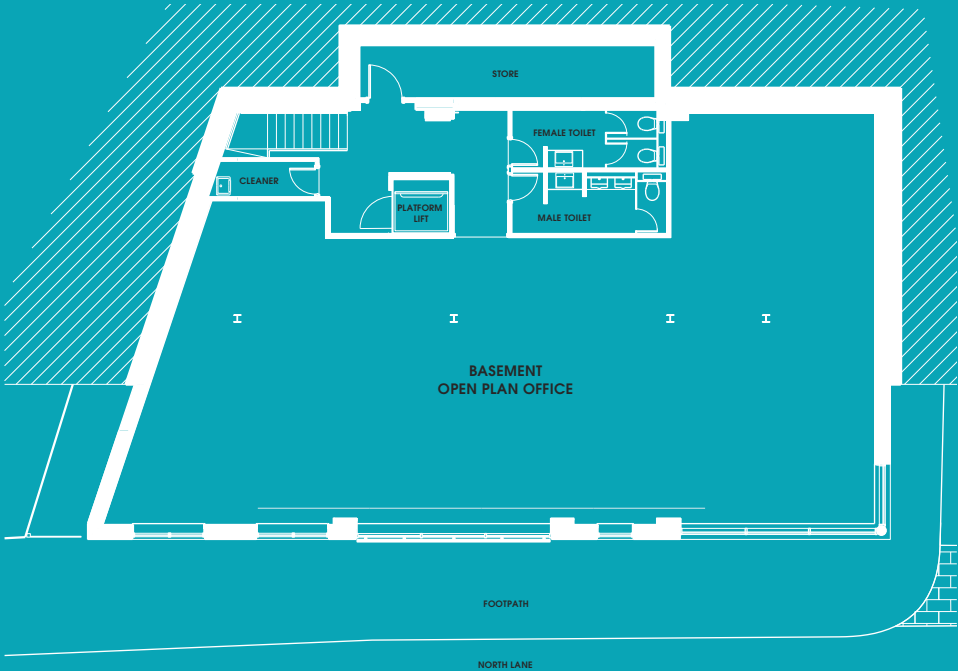 STORE
FEMALE TOILET
CLEANER
PLATFORM
LIFT
MALE TOILET
BASEMENT
OPEN PLAN OFFICE
FOOTPATH
NORTH LANE